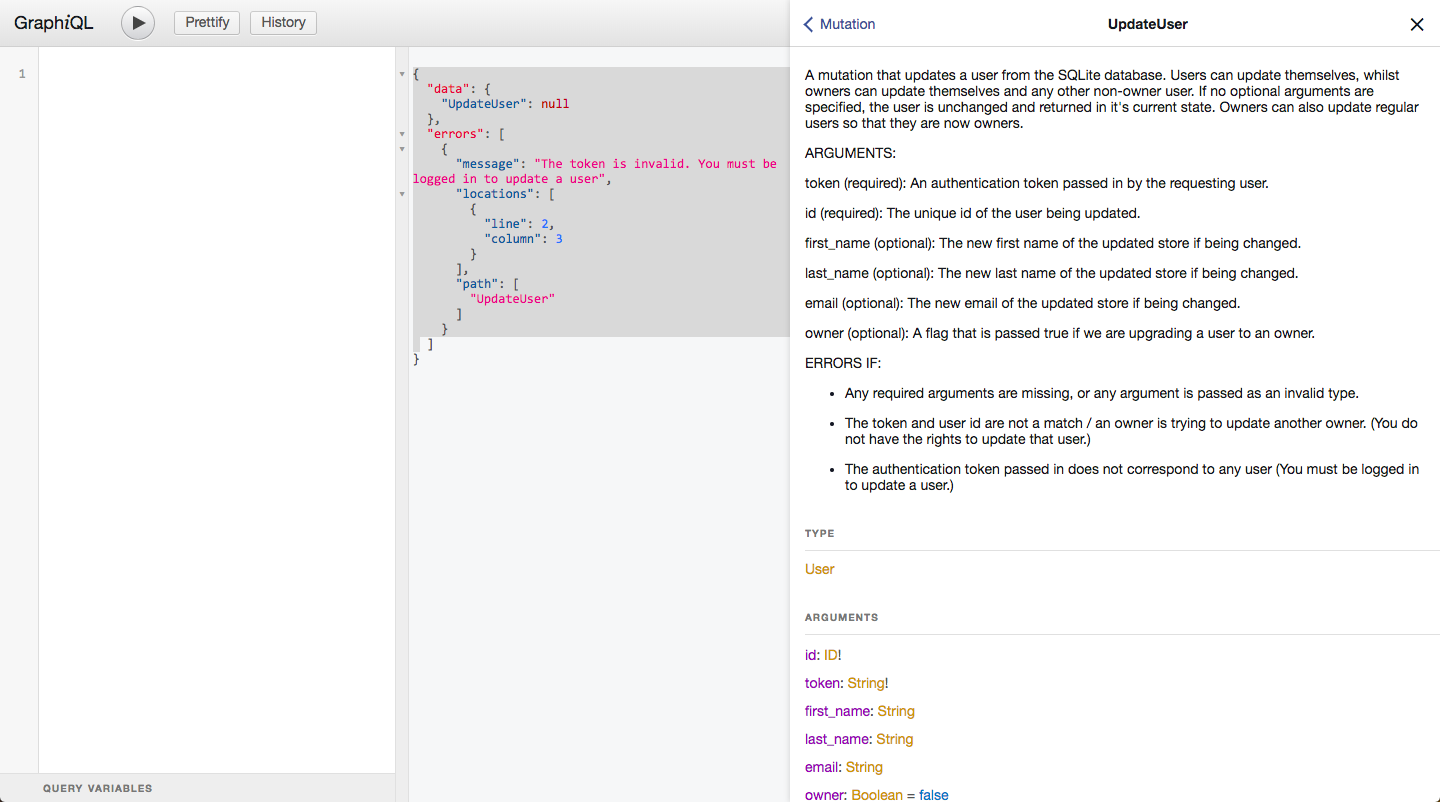 GraphiQL
Prettify
History
1
{
"data": {
"UpdateUser": null
},
"errors": [
{
"message": "The token is invalid. You must be
logged in to update a user",
"locations": [
{
"line": 2,
"column": 3
}
],
"path": [
"UpdateUser"
]
}
]
}
QUERY VARIABLES
Mutation
UpdateUser
A mutation that updates a user from the SQLite database. Users can update themselves, whilst
owners can update themselves and any other non-owner user. If no optional arguments are
specified, the user is unchanged and returned in it's current state. Owners can also update regular
users so that they are now owners.
ARGUMENTS:
token (required): An authentication token passed in by the requesting user.
id (required): The unique id of the user being updated.
first_name (optional): The new first name of the updated store if being changed.
last_name (optional): The new last name of the updated store if being changed.
email (optional): The new email of the updated store if being changed.
owner (optional): A flag that is passed true if we are upgrading a user to an owner.
ERRORS IF:
• Any required arguments are missing, or any argument is passed as an invalid type.
• The token and user id are not a match / an owner is trying to update another owner. (You do
not have the rights to update that user.)
• The authentication token passed in does not correspond to any user (You must be logged in
to update a user.)
TYPE
User
ARGUMENTS
id: ID!
token: String!
first_name: String
last_name: String
email: String
owner: Boolean = false